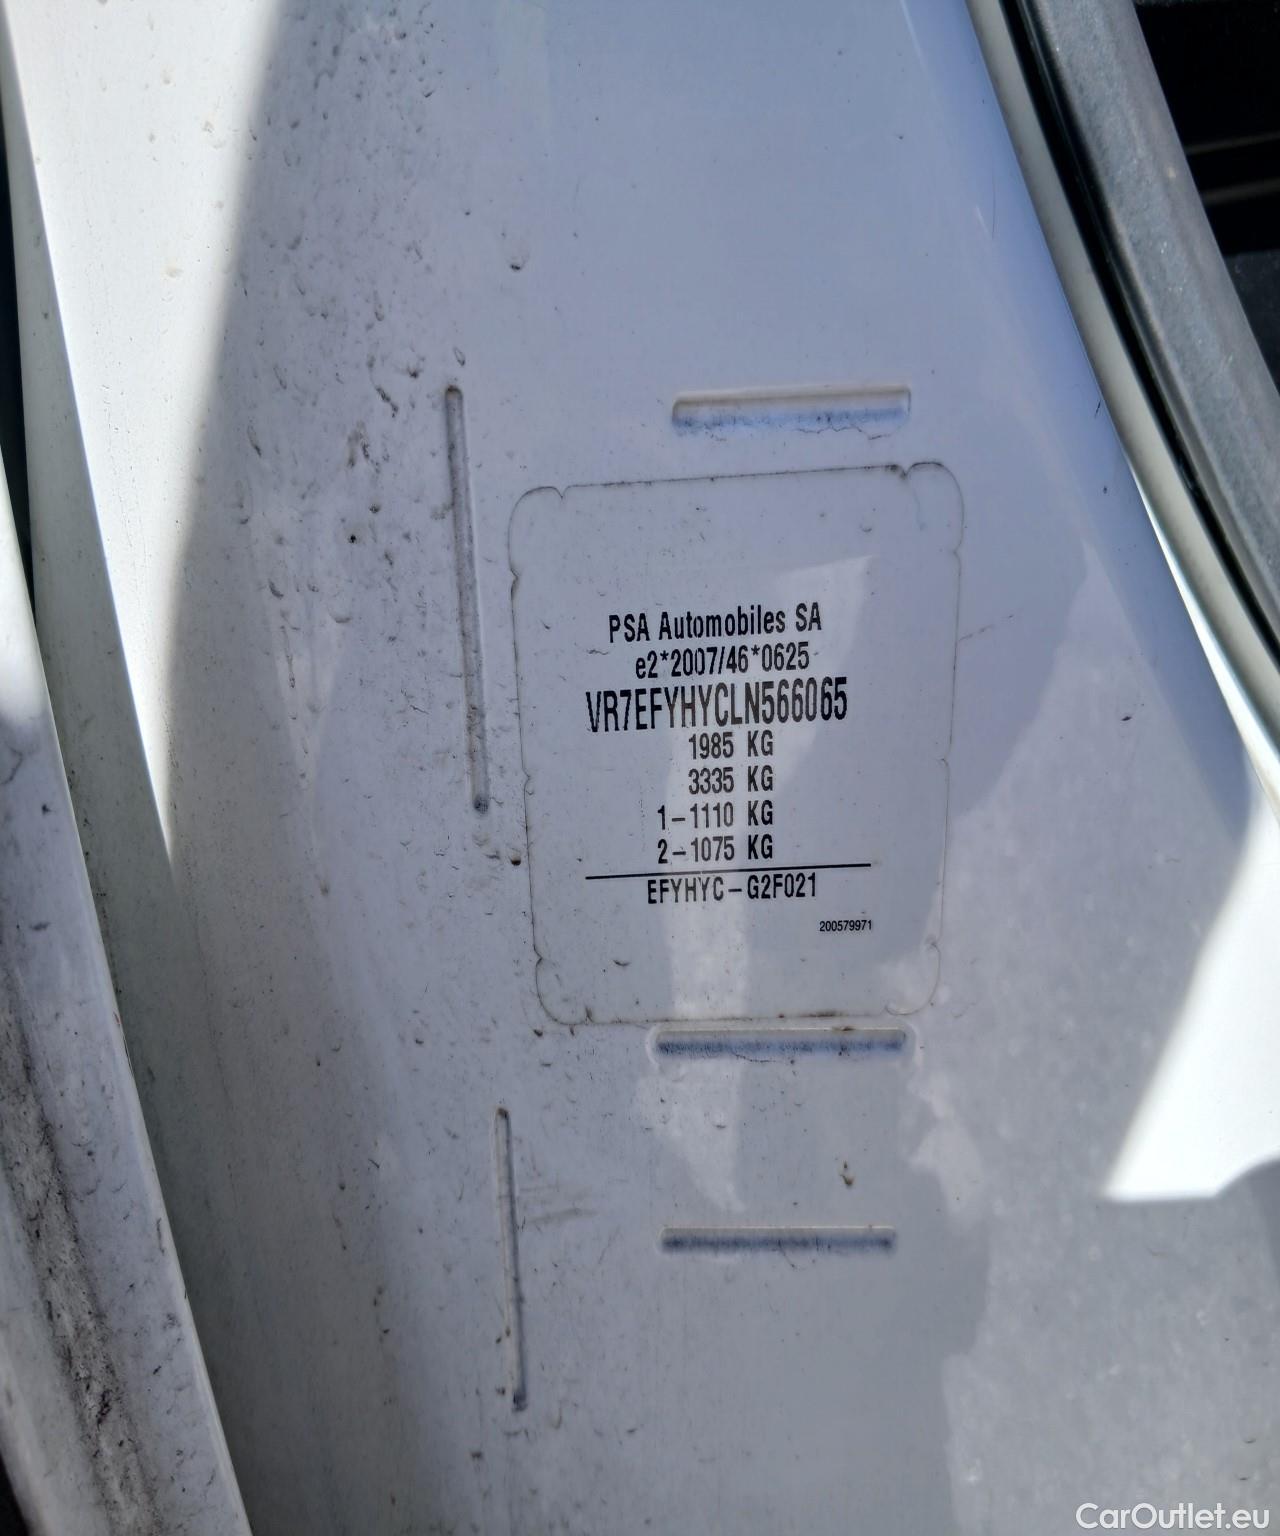 PSA Automobiles SA
e2*2007/46*0625
VR7EFYHYCLN566065
1985 KG
3335 KG
1-1110 KG
2-1075 KG
EFYHYC-G2F021
200579971
CarOutlet.eu